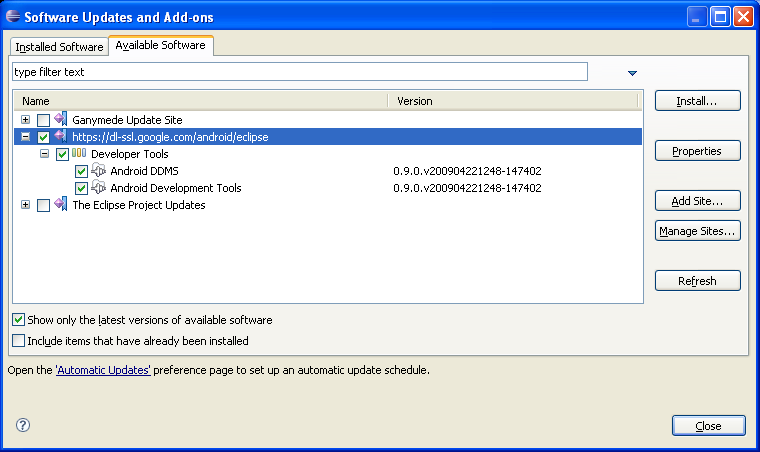 Software Updates and Add-ons
Installed Software
Available Software
type filter text
Name Version
Ganymede Update Site
https://dl-ssl.google.com/android/eclipse
Developer Tools
Android DDMS 0.9.0.v200904221248-147402
Android Development Tools 0.9.0.v200904221248-147402
The Eclipse Project Updates
Install...
Properties
Add Site...
Manage Sites...
Refresh
Show only the latest versions of available software
Include items that have already been installed
Open the 'Automatic Updates' preference page to set up an automatic update schedule.
?
Close